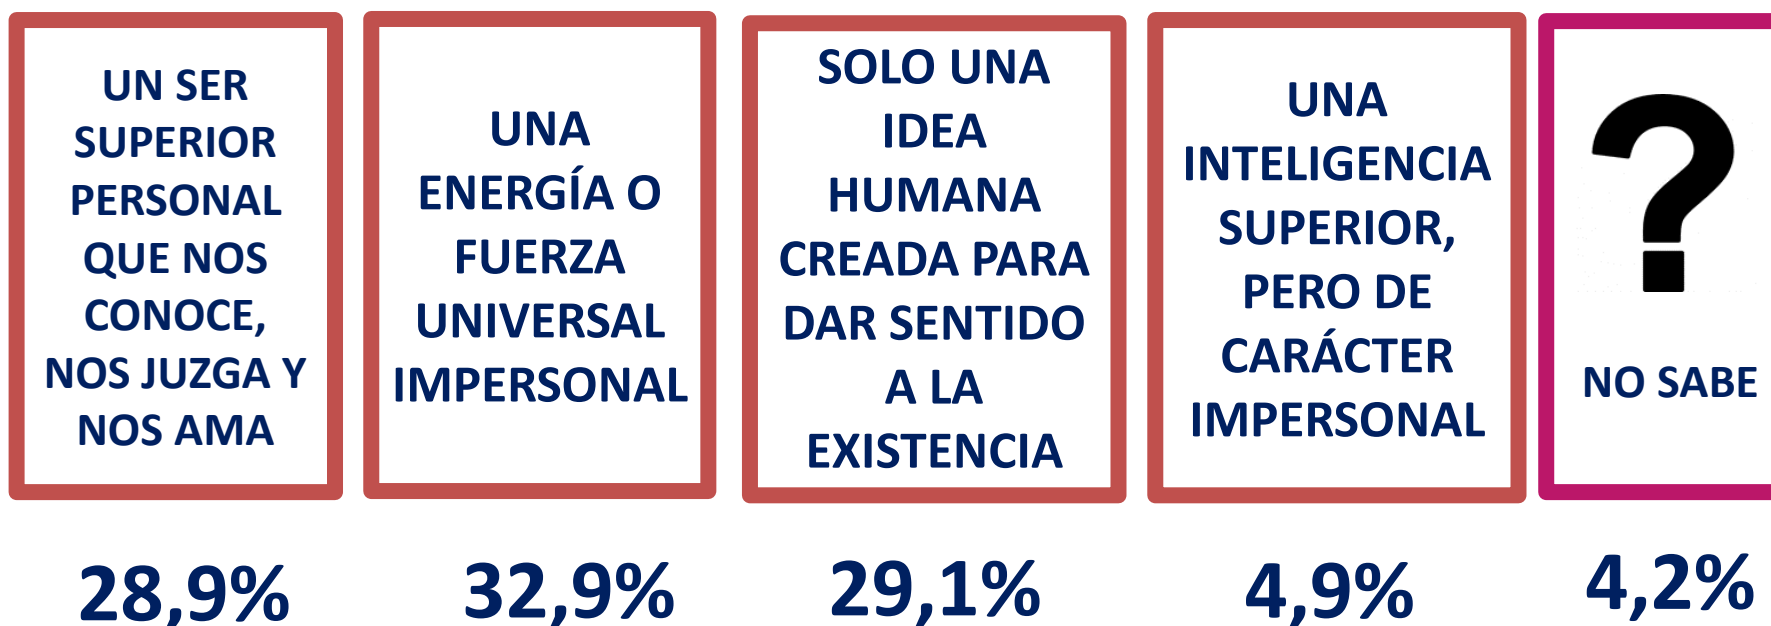 UN SER
SUPERIOR
PERSONAL
QUE NOS
CONOCE,
NOS JUZGA Y
NOS AMA
28,9%
UNA
ENERGÍA O
FUERZA
UNIVERSAL
IMPERSONAL
32,9%
SOLO UNA
IDEA
HUMANA
CREADA PARA
DAR SENTIDO
A LA
EXISTENCIA
29,1%
UNA
INTELIGENCIA
SUPERIOR,
PERO DE
CARÁCTER
IMPERSONAL
4,9%
?
NO SABE
4,2%